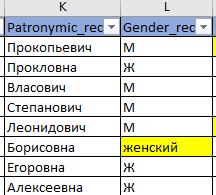 K L
Patronymic_rec Gender_rec
Прокопьевич М
Прокловна Ж
Власович М
Степанович М
Леонидович М
Борисовна женский
Егоровна Ж
Алексеевна Ж